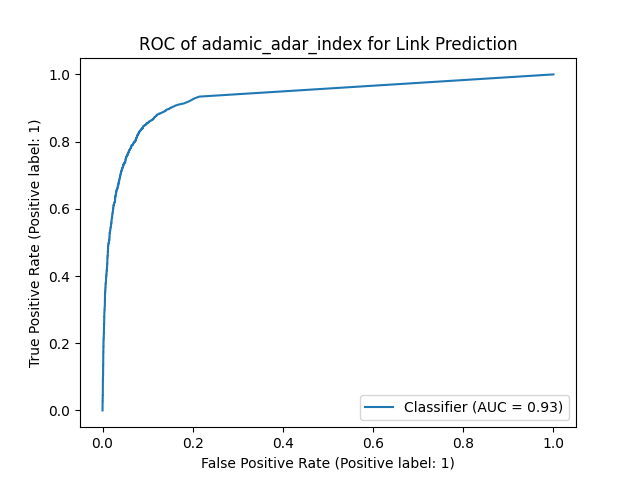 ROC of adamic_adar_index for Link Prediction
1.0
0.8
0.6
0.4
0.2
0.0
True Positive Rate (Positive label: 1)
Classifier (AUC = 0.93)
0.0 0.2 0.4 0.6 0.8 1.0
False Positive Rate (Positive label: 1)